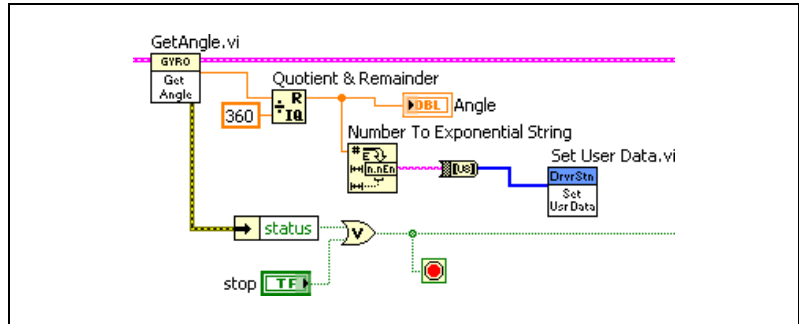 GetAngle.vi
GYRO
Get
Angle
Quotient & Remainder
R
IQ
360
DBL Angle
Number To Exponential String
#
E
n.nEn
[U8]
Set User Data.vi
DrvrStn
Set
UsrData
status
V
stop TF